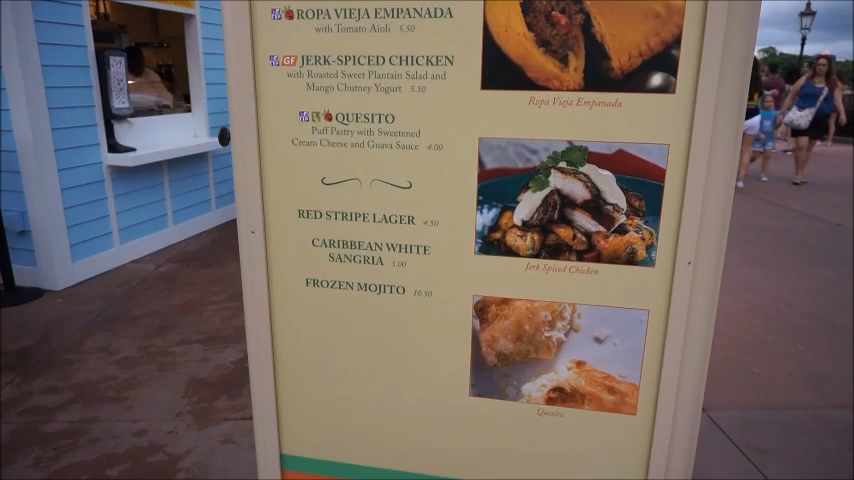 ROPA VIEJA EMPANADA
with Tomato Aioli 5.50
GF JERK-SPICED CHICKEN
with Roasted Sweet Plantain Salad and
Mango Chutney Yogurt 5.50
QUESITO
Puff Pastry with Sweetened
Cream Cheese and Guava Sauce 4.00
RED STRIPE LAGER 4.50
CARIBBEAN WHITE
SANGRIA 5.00
FROZEN MOJITO 10.50
Ropa Vieja Empanada
Jerk Spiced Chicken
Quesito